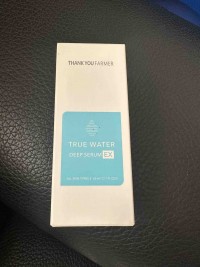 THANK YOU FARMER
TRUE WATER
DEEP SERUM EX